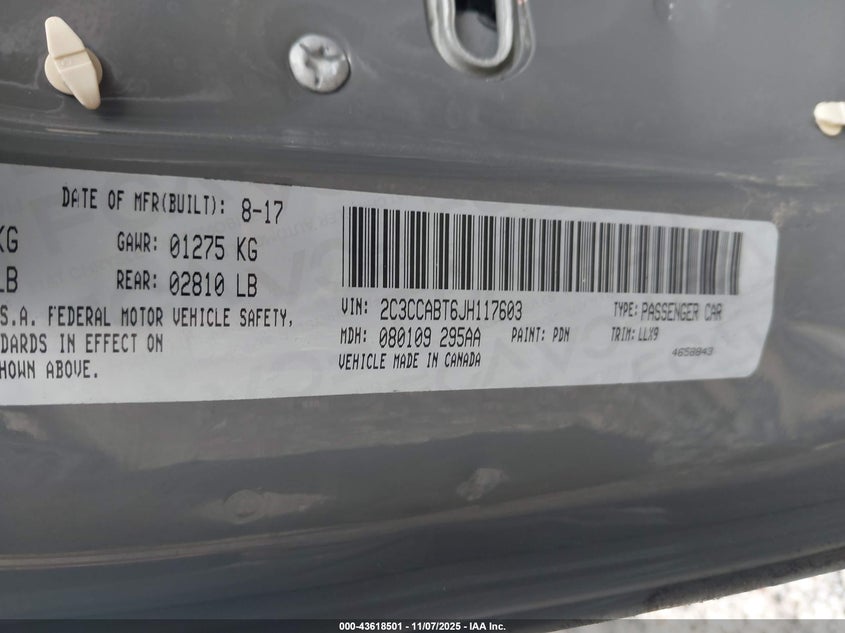 DATE OF MFR(BUILT): 8-17
KG GAWR: 01275 KG
LB REAR: 02810 LB
S.A. FEDERAL MOTOR VEHICLE SAFETY,
DARDS IN EFFECT ON
HOWN ABOVE.
VIN: 2C3CCABT6JH117603 TYPE: PASSENGER CAR
MDH: 080109 295AA PAINT: PDN TRIM: LLX9
VEHICLE MADE IN CANADA 4658843
000-43618501 - 11/07/2025 - IAA Inc.